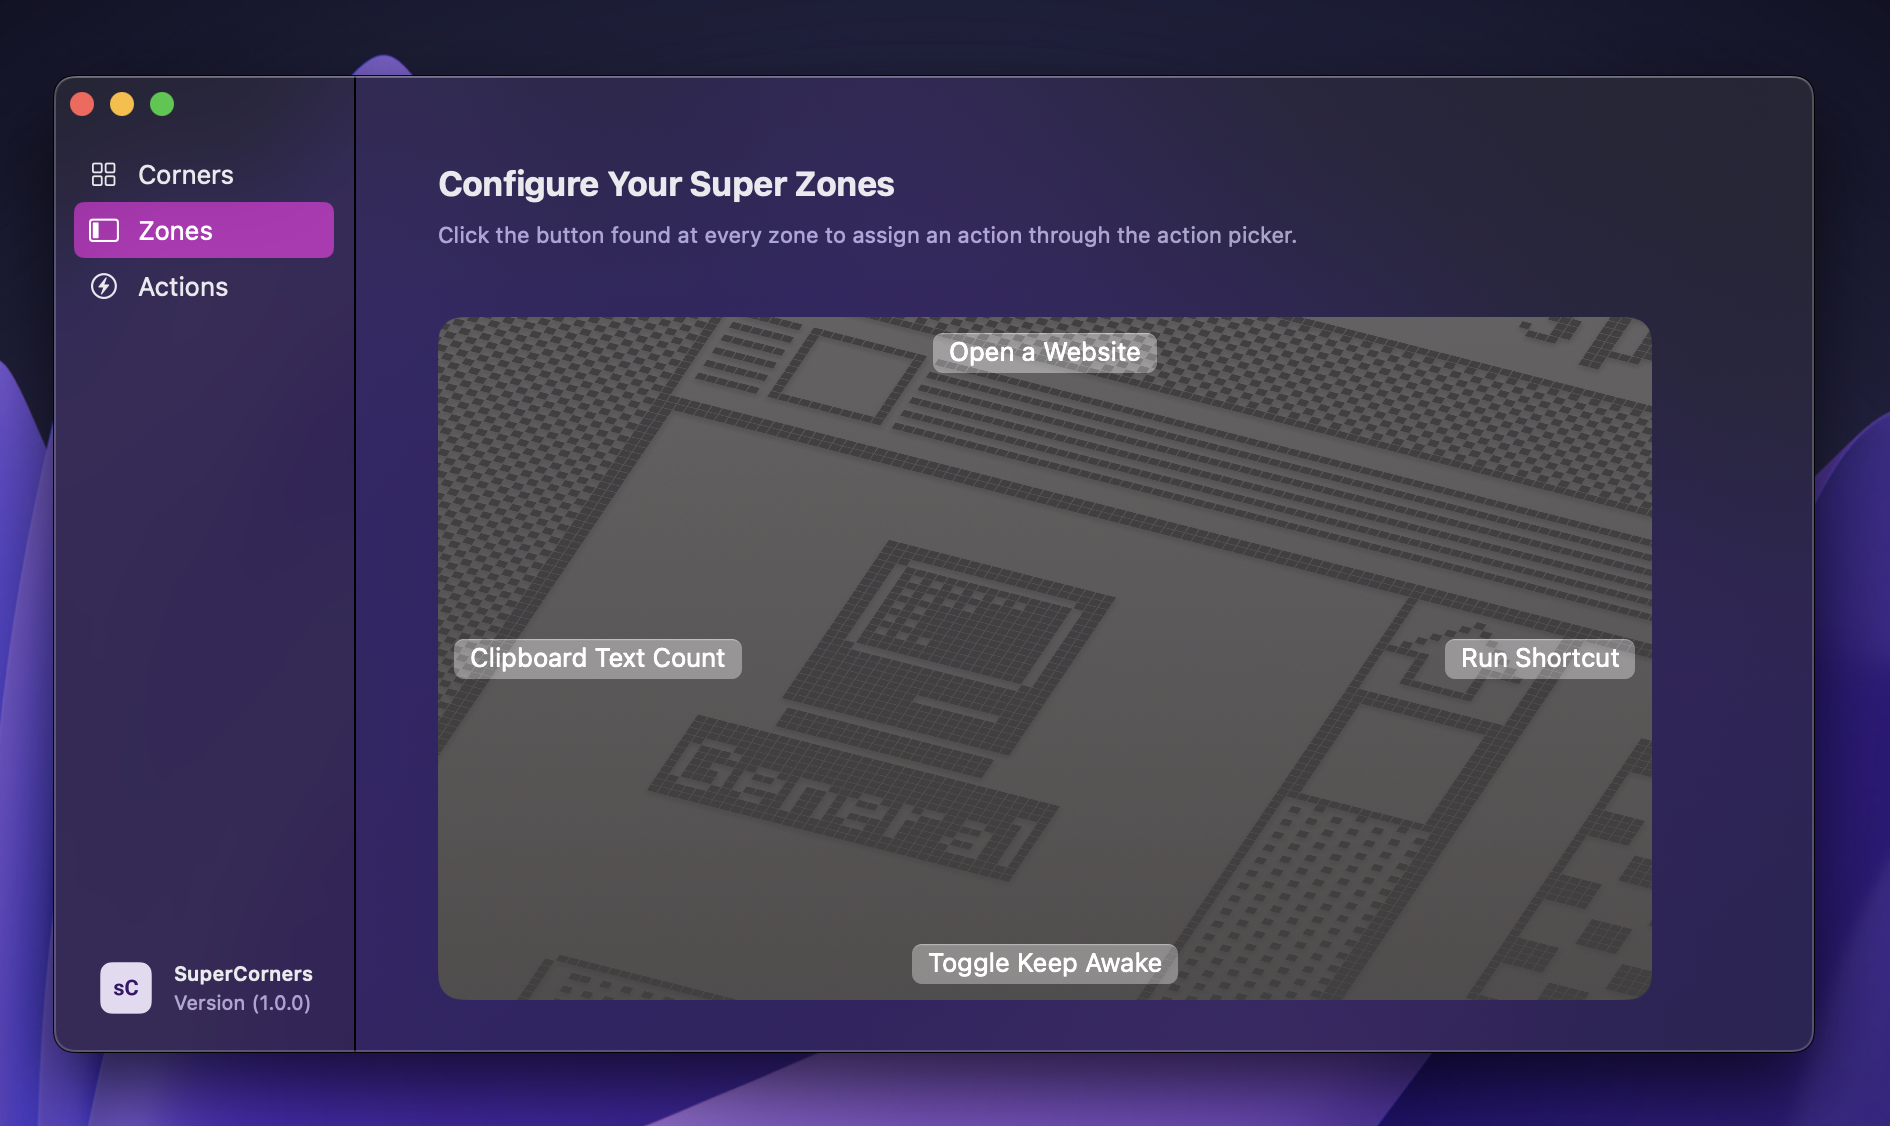 Corners
Zones
Actions
Configure Your Super Zones
Click the button found at every zone to assign an action through the action picker.
Open a Website
Clipboard Text Count
Run Shortcut
General
Toggle Keep Awake
sC
SuperCorners
Version (1.0.0)